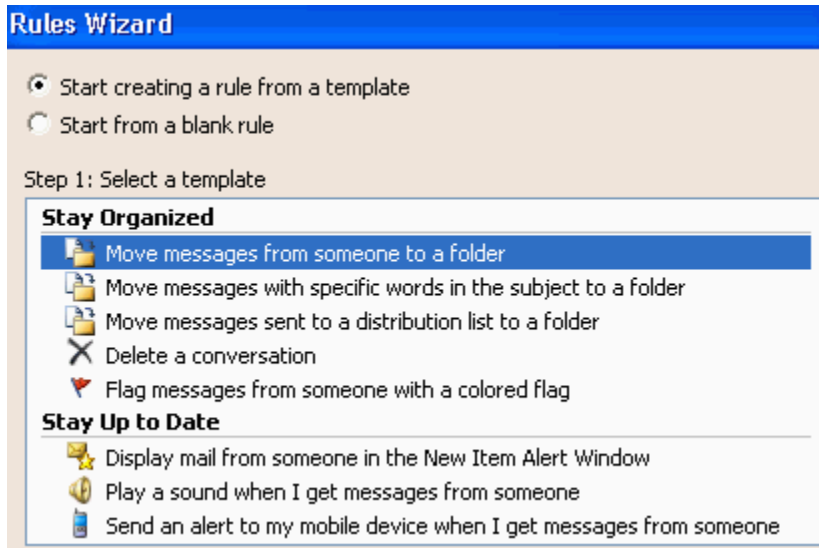 Rules Wizard
Start creating a rule from a template
Start from a blank rule
Step 1: Select a template
Stay Organized
Move messages from someone to a folder
Move messages with specific words in the subject to a folder
Move messages sent to a distribution list to a folder
Delete a conversation
Flag messages from someone with a colored flag
Stay Up to Date
Display mail from someone in the New Item Alert Window
Play a sound when I get messages from someone
Send an alert to my mobile device when I get messages from someone